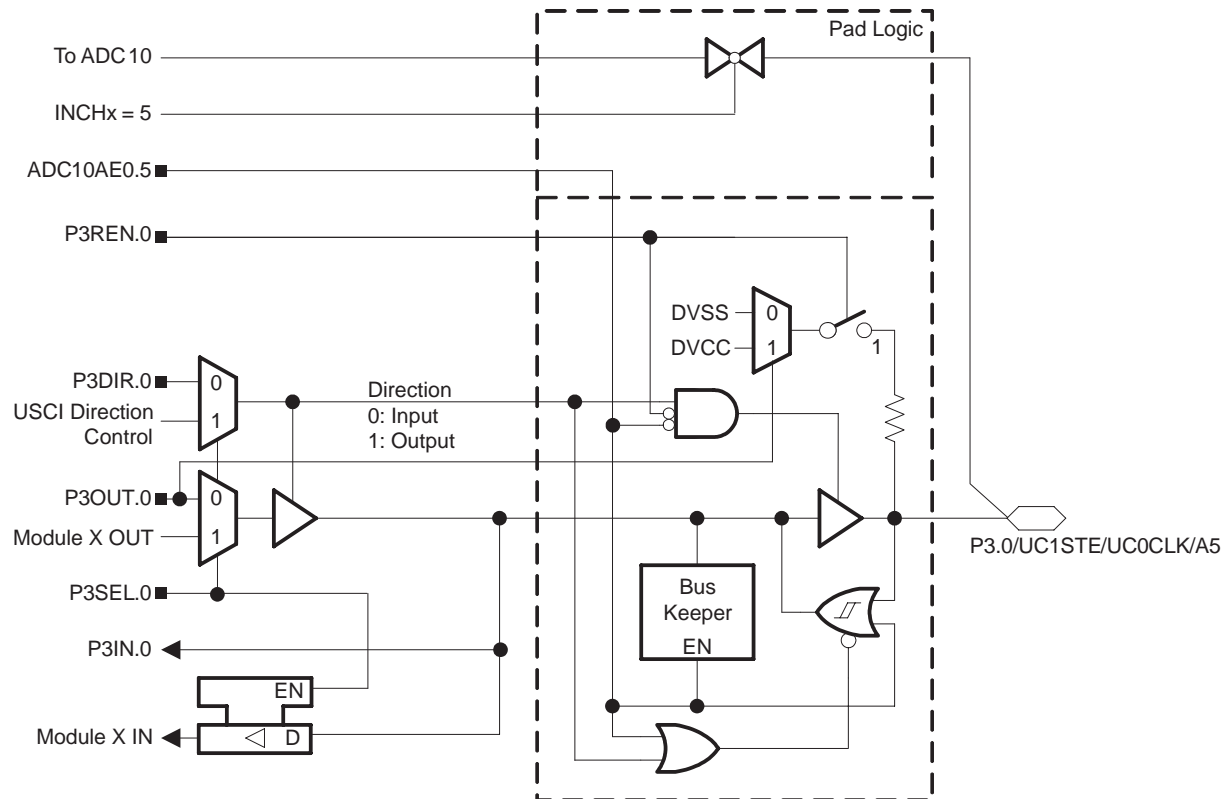 Pad Logic
To ADC10
INCHx = 5
ADC10AE0.5
P3REN.0
DVSS
0
DVCC
1
1
P3DIR.0
0
USCI Direction
Control
1
Direction
0: Input
1: Output
P3OUT.0
0
Module X OUT
1
P3.0/UC1STE/UC0CLK/A5
P3SEL.0
Bus
Keeper
EN
P3IN.0
EN
Module X IN
D